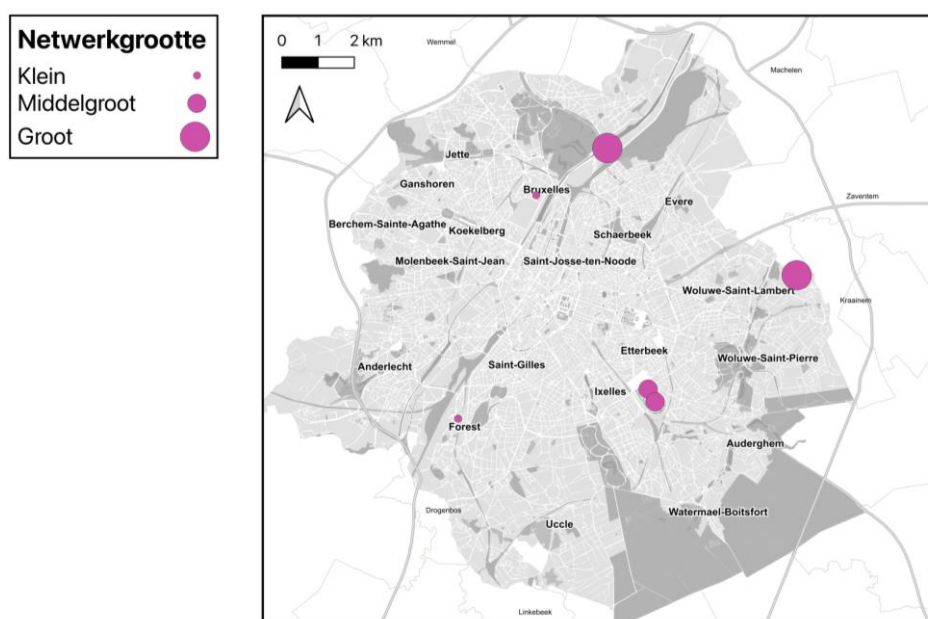 Netwerkgrootte
Klein
Middelgroot
Groot
0 1 2 km
Wemmel
Machelen
Jette
Ganshoren
Bruxelles
Evere
Zaventem
Berchem-Sainte-Agathe
Koekelberg
Schaerbeek
Molenbeek-Saint-Jean
Saint-Josse-ten-Noode
Woluwe-Saint-Lambert
Kraainem
Etterbeek
Woluwe-Saint-Pierre
Anderlecht
Saint-Gilles
Ixelles
Forest
Auderghem
Drogenbos
Watermael-Boitsfort
Uccle
Linkebeek